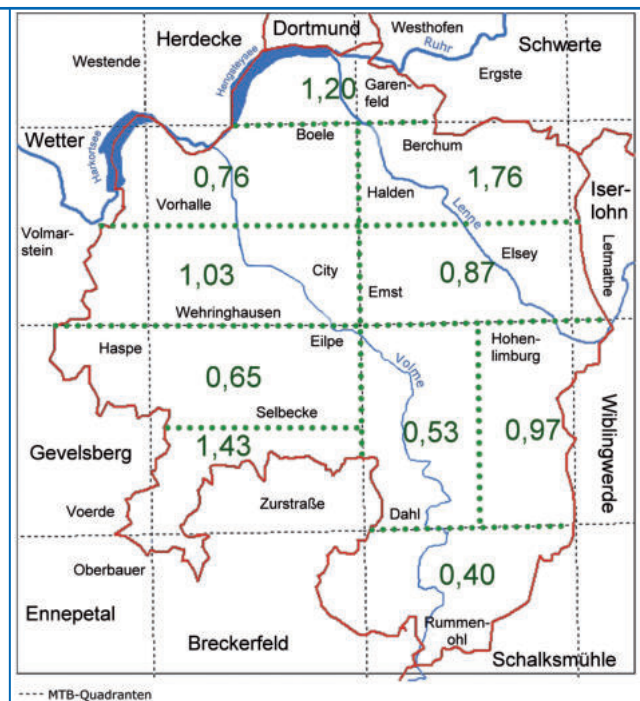 Herdecke
Dortmund
Westhofen
Ruhr
Schwerte
Westende
Hengsteysee
Ergste
1,20
Garen-
feld
Boele
Berchum
Wetter
Harkortsee
0,76
1,76
Iser-
lohn
Vorhalle
Halden
Lenne
Letmathe
Volmar-
stein
1,03
City
Elsey
0,87
Emst
Wehringhausen
Haspe
Eilpe
Volme
Hohen-
limburg
0,65
Selbecke
Gevelsberg
1,43
0,53
0,97
Wiblingwerde
Zurstraße
Voerde
Dahl
Oberbauer
0,40
Ennepetal
Rummen-
ohl
Breckerfeld
Schalksmühle
---- MTB-Quadranten